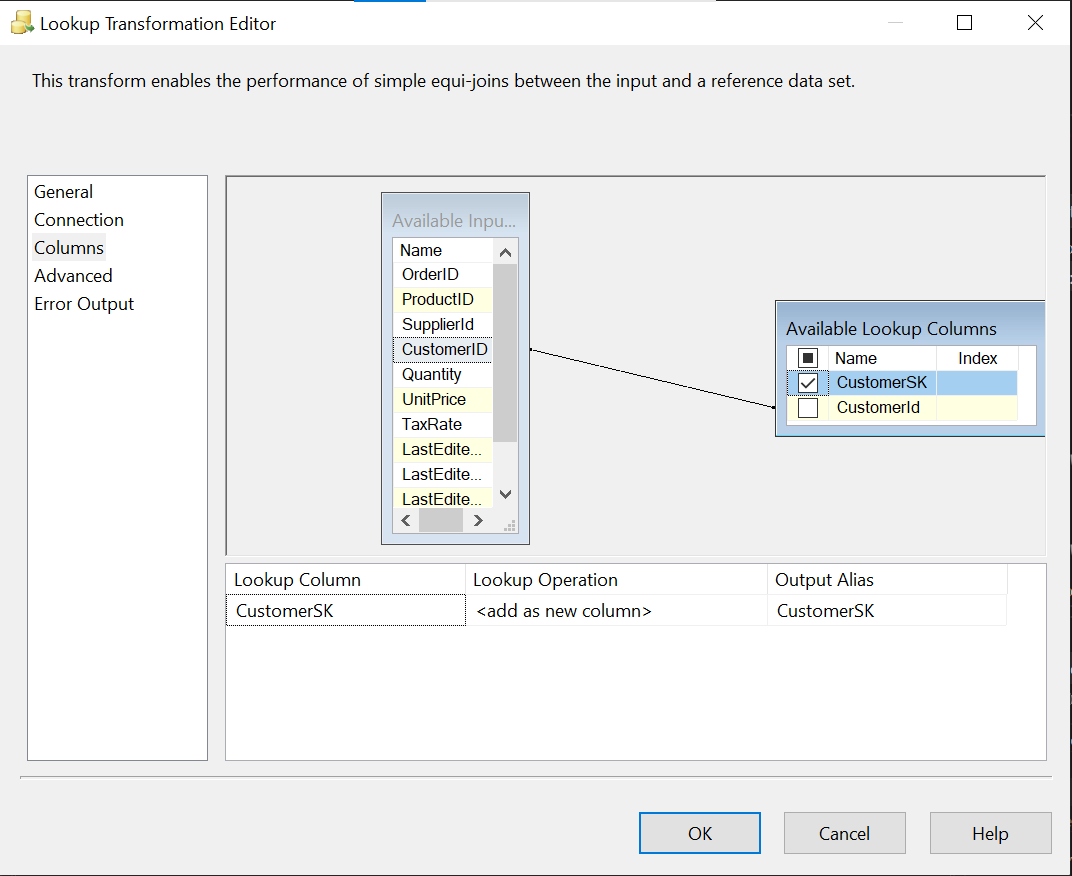 Lookup Transformation Editor
This transform enables the performance of simple equi-joins between the input and a reference data set.
General
Connection
Columns
Advanced
Error Output
Available Inpu...
Name
OrderID
ProductID
SupplierId
CustomerID
Quantity
UnitPrice
TaxRate
LastEdite...
LastEdite...
LastEdite...
Available Lookup Columns
Name Index
CustomerSK
CustomerId
Lookup Column Lookup Operation Output Alias
CustomerSK <add as new column> CustomerSK
OK Cancel Help